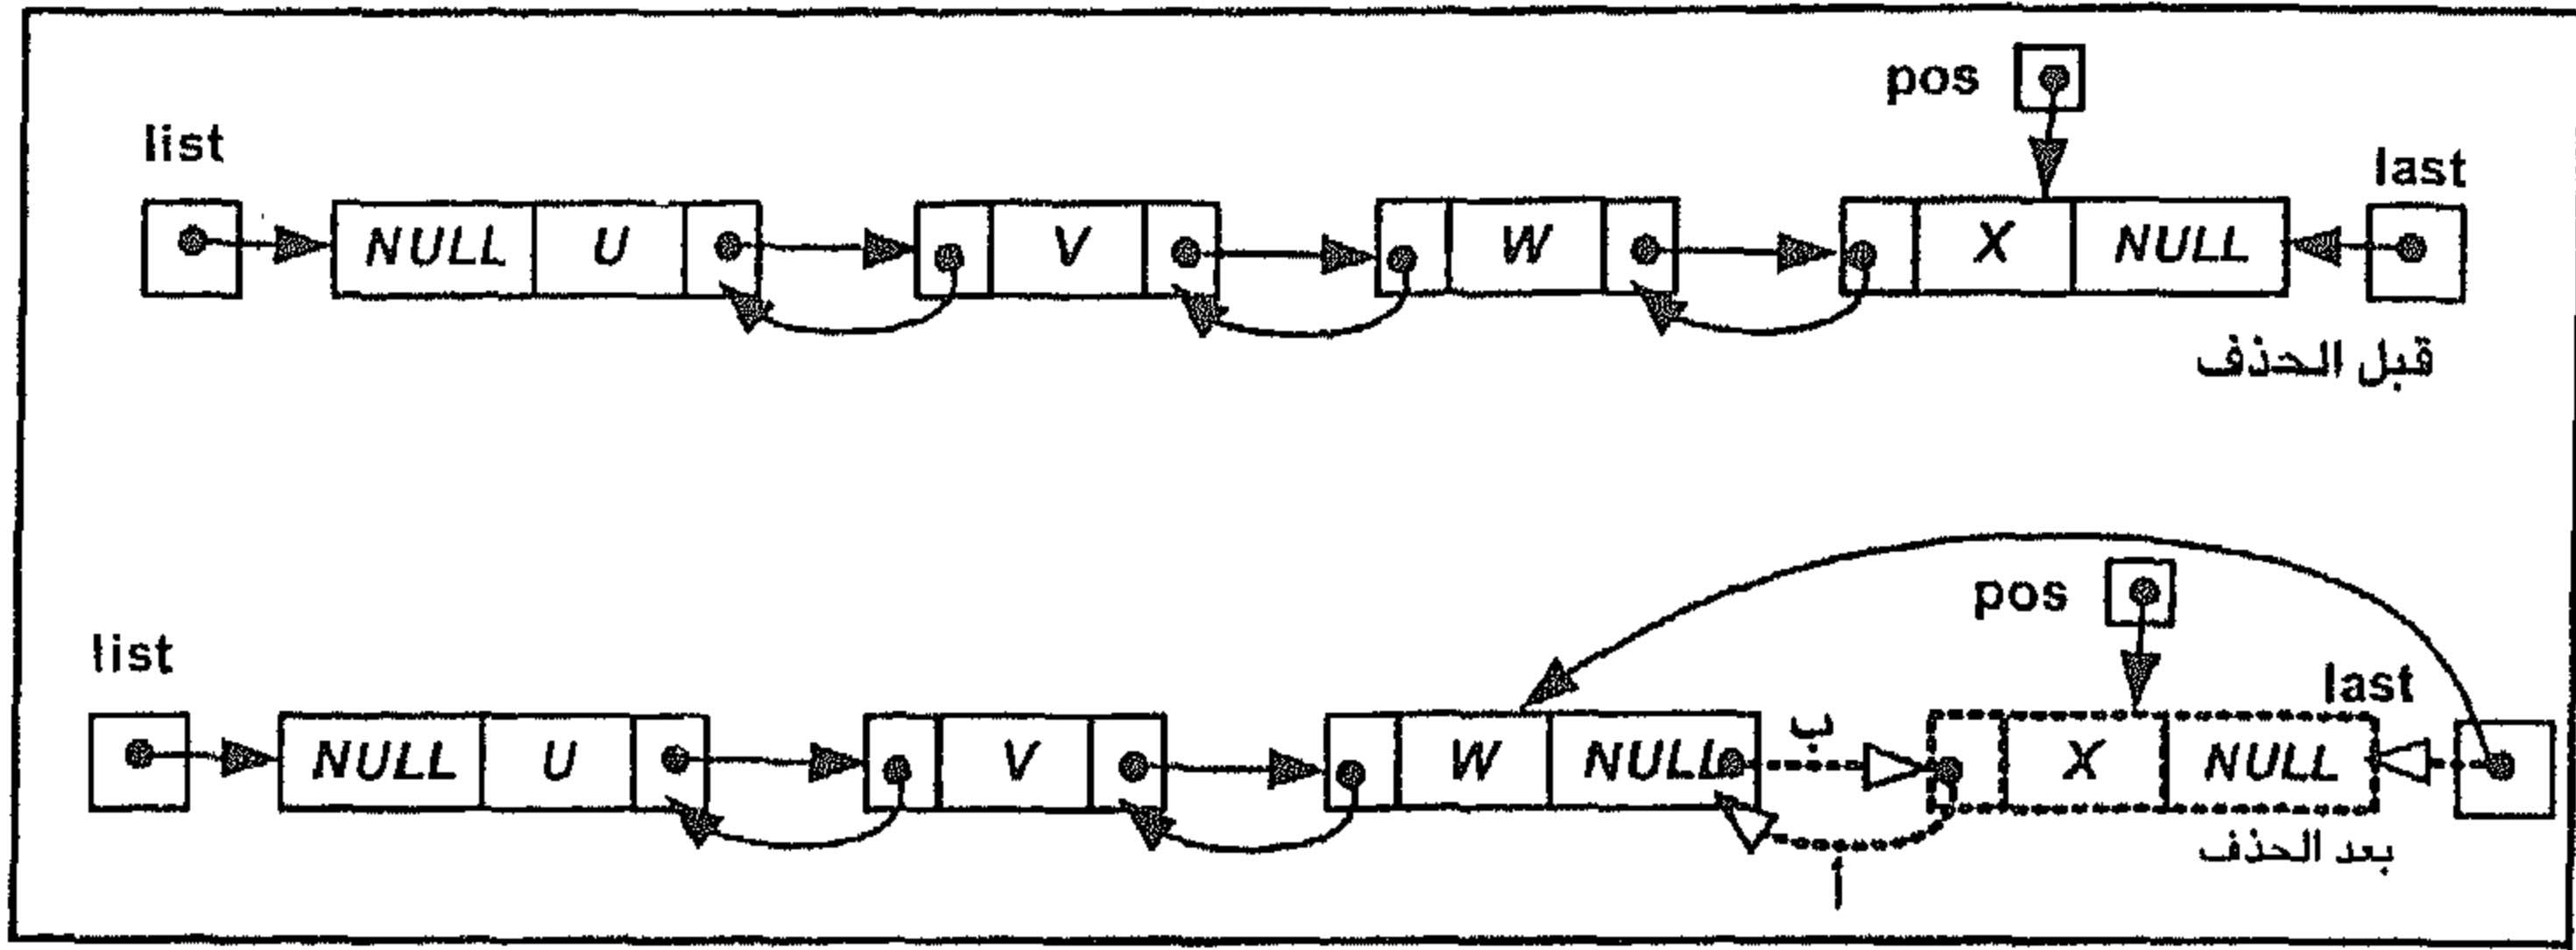 pos
list
last
NULL U V W X NULL
قبل الحذف
pos
list
last
NULL U V W NULL ب X NULL
بعد الحذف
أ